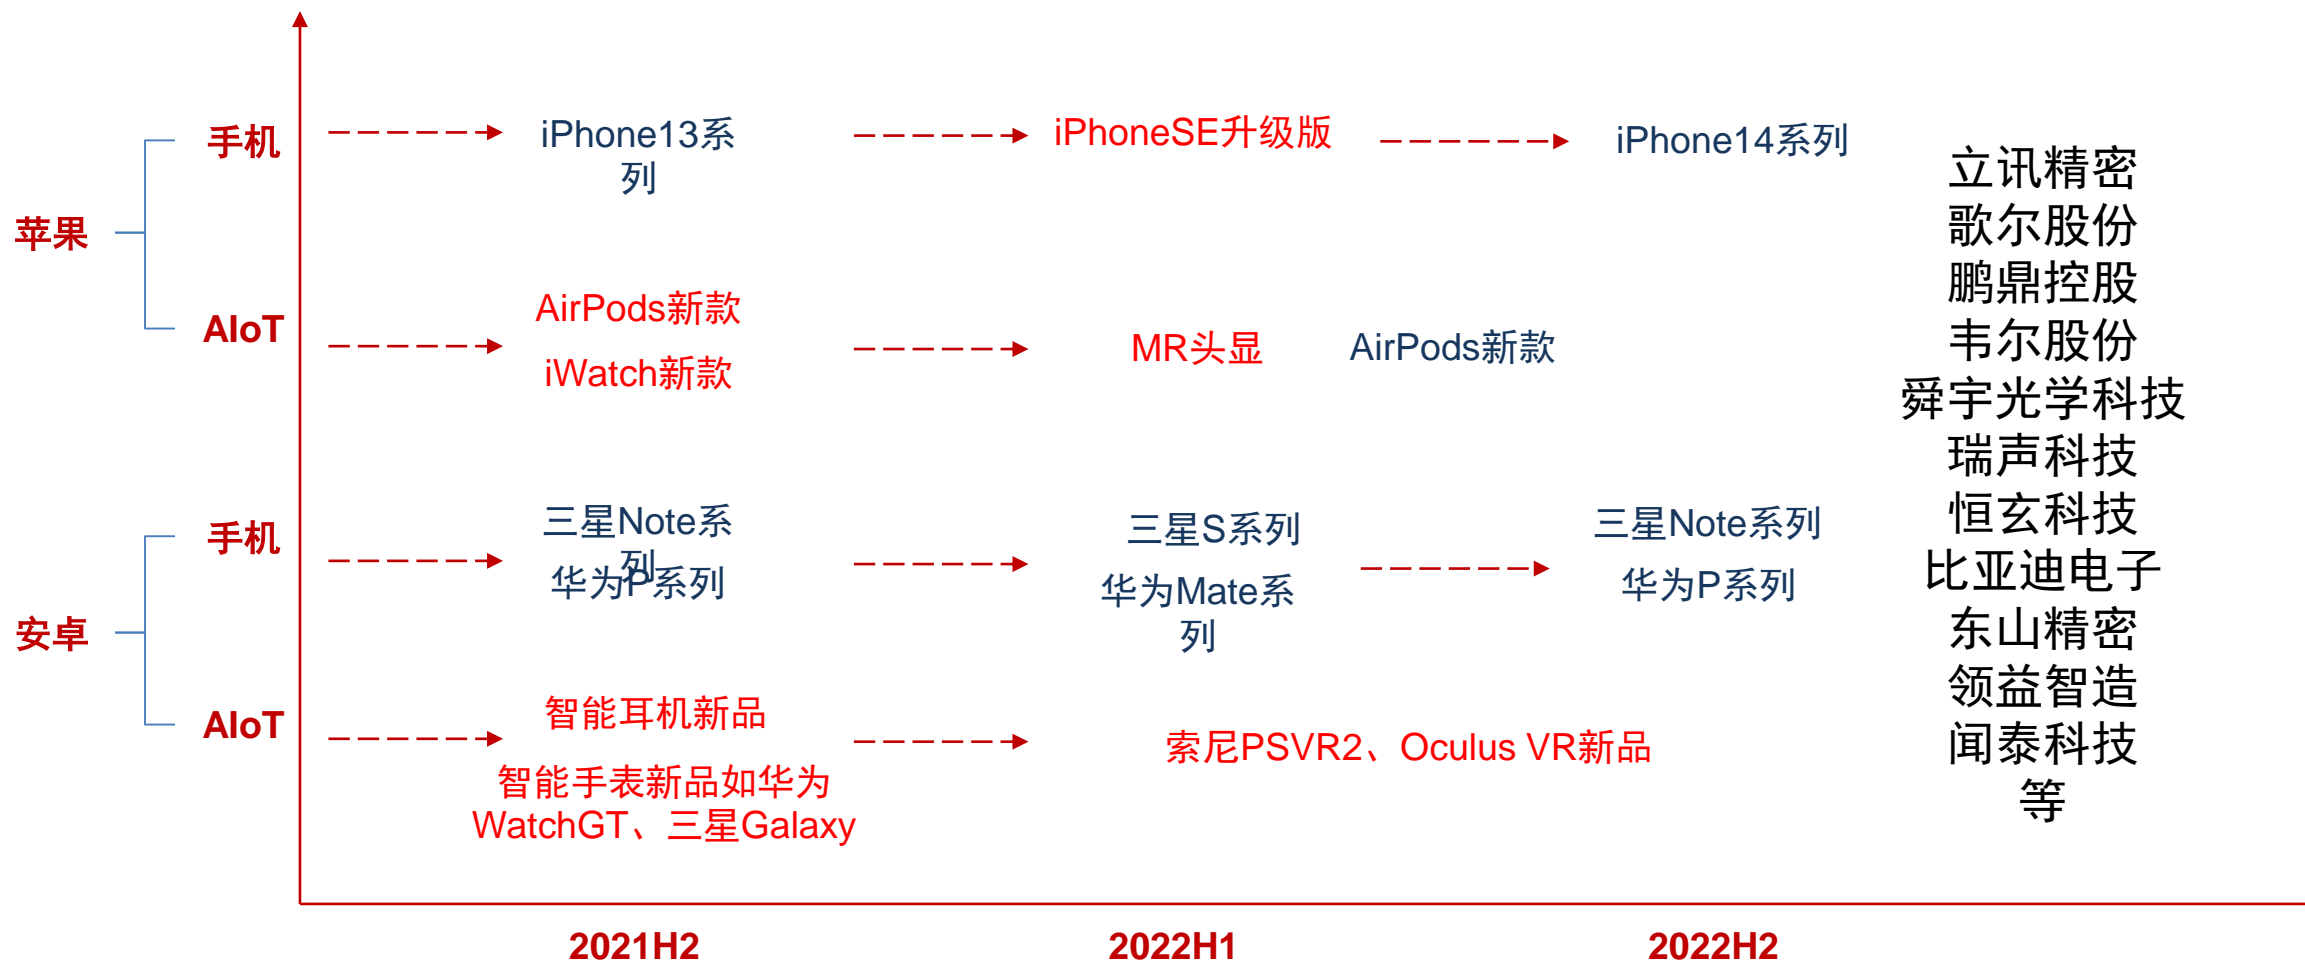 苹果
手机
iPhone13系
列
iPhoneSE升级版
iPhone14系列
AIoT
AirPods新款
iWatch新款
MR头显
AirPods新款
安卓
手机
三星Note系
列
华为P系列
三星S系列
华为Mate系
列
三星Note系列
华为P系列
AIoT
智能耳机新品
智能手表新品如华为
WatchGT、三星Galaxy
索尼PSVR2、Oculus VR新品
立讯精密
歌尔股份
鹏鼎控股
韦尔股份
舜宇光学科技
瑞声科技
恒玄科技
比亚迪电子
东山精密
领益智造
闻泰科技
等
2021H2
2022H1
2022H2